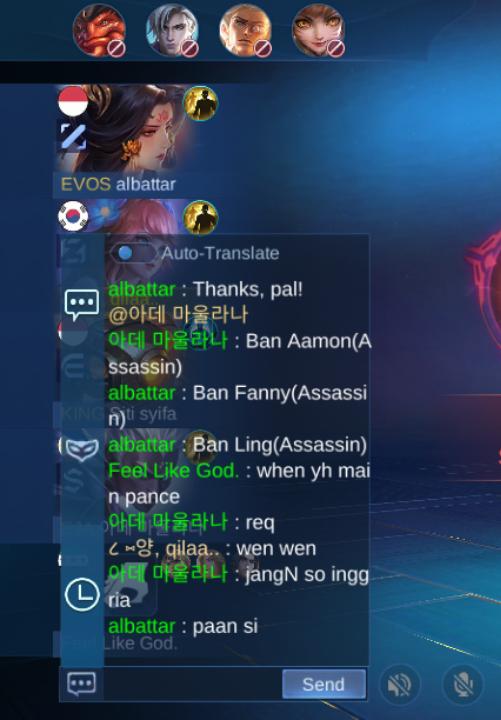 EVOS albattar
Auto-Translate
albattar : Thanks, pal!
@아데 마울라나
아데 마울라나 : Ban Aamon(A
ssassin)
albattar : Ban Fanny(Assassi
n)
Siti syifa
albattar : Ban Ling(Assassin)
Feel Like God. : when yh mai
n pance
아데 마울라나 : req
양, qilaa.. : wen wen
아데 마울라나 : jangN so ingg
ria
albattar : paan si
Feel Like God.
Send